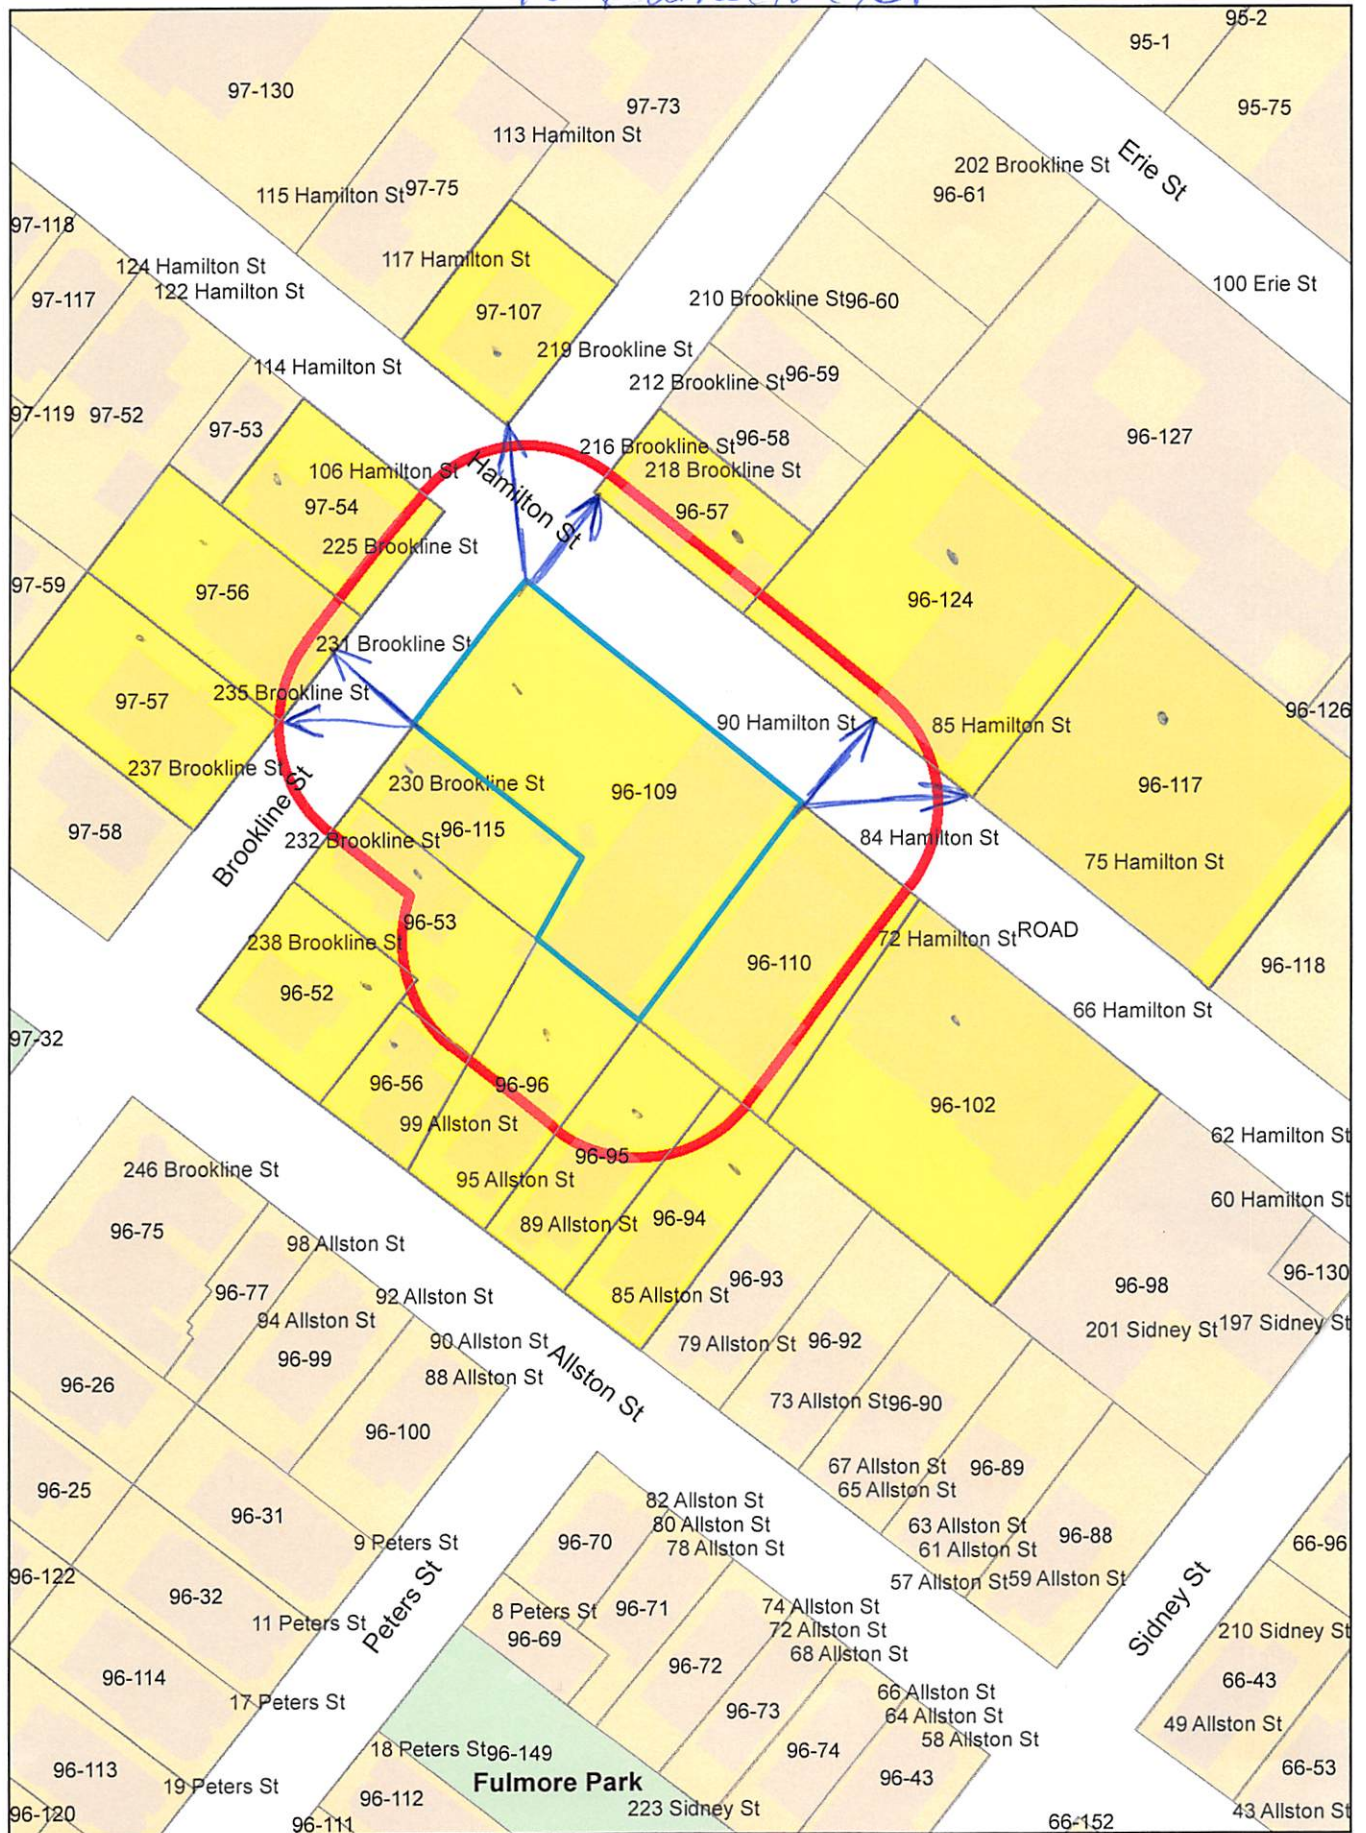 95-2
95-1
97-130
97-73
95-75
113 Hamilton St
Erie St
202 Brookline St
96-61
115 Hamilton St
97-75
97-118
117 Hamilton St
124 Hamilton St
122 Hamilton St
97-117
100 Erie St
210 Brookline St
96-60
97-107
219 Brookline St
114 Hamilton St
212 Brookline St
96-59
97-119
97-52
97-53
96-58
96-127
216 Brookline St
218 Brookline St
106 Hamilton St
Hamilton St
97-54
96-57
225 Brookline St
97-59
97-56
96-124
231 Brookline St
235 Brookline St
97-57
96-126
90 Hamilton St
85 Hamilton St
237 Brookline St
230 Brookline St
96-109
96-117
97-58
Brookline St
232 Brookline St
96-115
84 Hamilton St
75 Hamilton St
96-53
238 Brookline St
72 Hamilton St
ROAD
96-110
96-118
96-52
66 Hamilton St
97-32
96-56
96-96
96-102
99 Allston St
62 Hamilton St
96-95
246 Brookline St
95 Allston St
60 Hamilton St
89 Allston St
96-94
96-75
98 Allston St
96-93
96-130
96-77
92 Allston St
85 Allston St
96-98
94 Allston St
90 Allston St
79 Allston St
96-92
201 Sidney St
197 Sidney St
96-99
88 Allston St
Allston St
96-26
73 Allston St
96-90
96-100
67 Allston St
96-89
65 Allston St
96-25
82 Allston St
96-31
80 Allston St
63 Allston St
96-88
9 Peters St
96-70
78 Allston St
61 Allston St
66-96
96-122
57 Allston St
59 Allston St
96-32
Peters St
8 Peters St
96-71
74 Allston St
Sidney St
11 Peters St
72 Allston St
210 Sidney St
96-69
68 Allston St
96-114
96-72
66-43
17 Peters St
66 Allston St
96-73
64 Allston St
49 Allston St
58 Allston St
18 Peters St
96-149
96-74
96-113
Fulmore Park
96-43
66-53
19 Peters St
96-112
223 Sidney St
43 Allston St
96-120
96-111
66-152